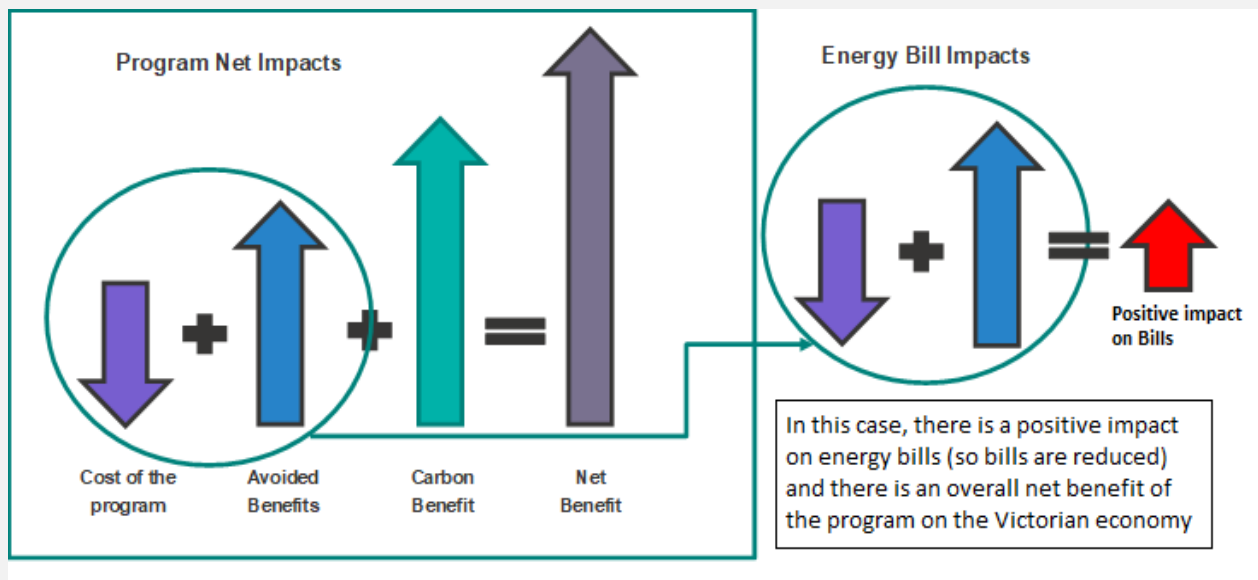 Program Net Impacts
Energy Bill Impacts
Positive impact
on Bills
Cost of the
program
Avoided
Benefits
Carbon
Benefit
Net
Benefit
In this case, there is a positive impact
on energy bills (so bills are reduced)
and there is an overall net benefit of
the program on the Victorian economy